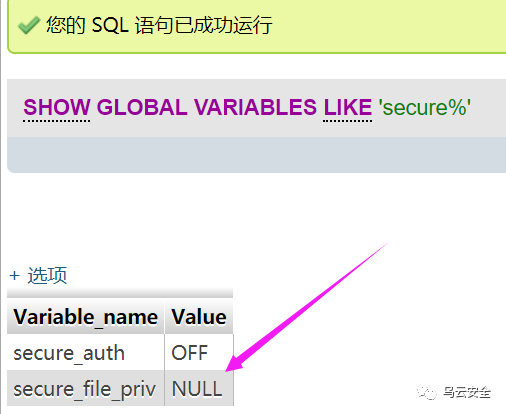 您的 SQL 语句已成功运行
SHOW GLOBAL VARIABLES LIKE 'secure%'
+ 选项
Variable_name Value
secure_auth OFF
secure_file_priv NULL
乌云安全